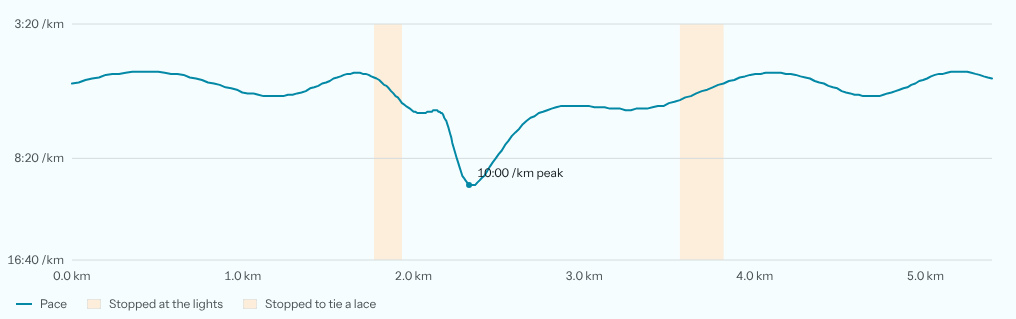 3:20 /km
8:20 /km
10:00 /km peak
16:40 /km
0.0 km 1.0 km 2.0 km 3.0 km 4.0 km 5.0 km
Pace Stopped at the lights Stopped to tie a lace